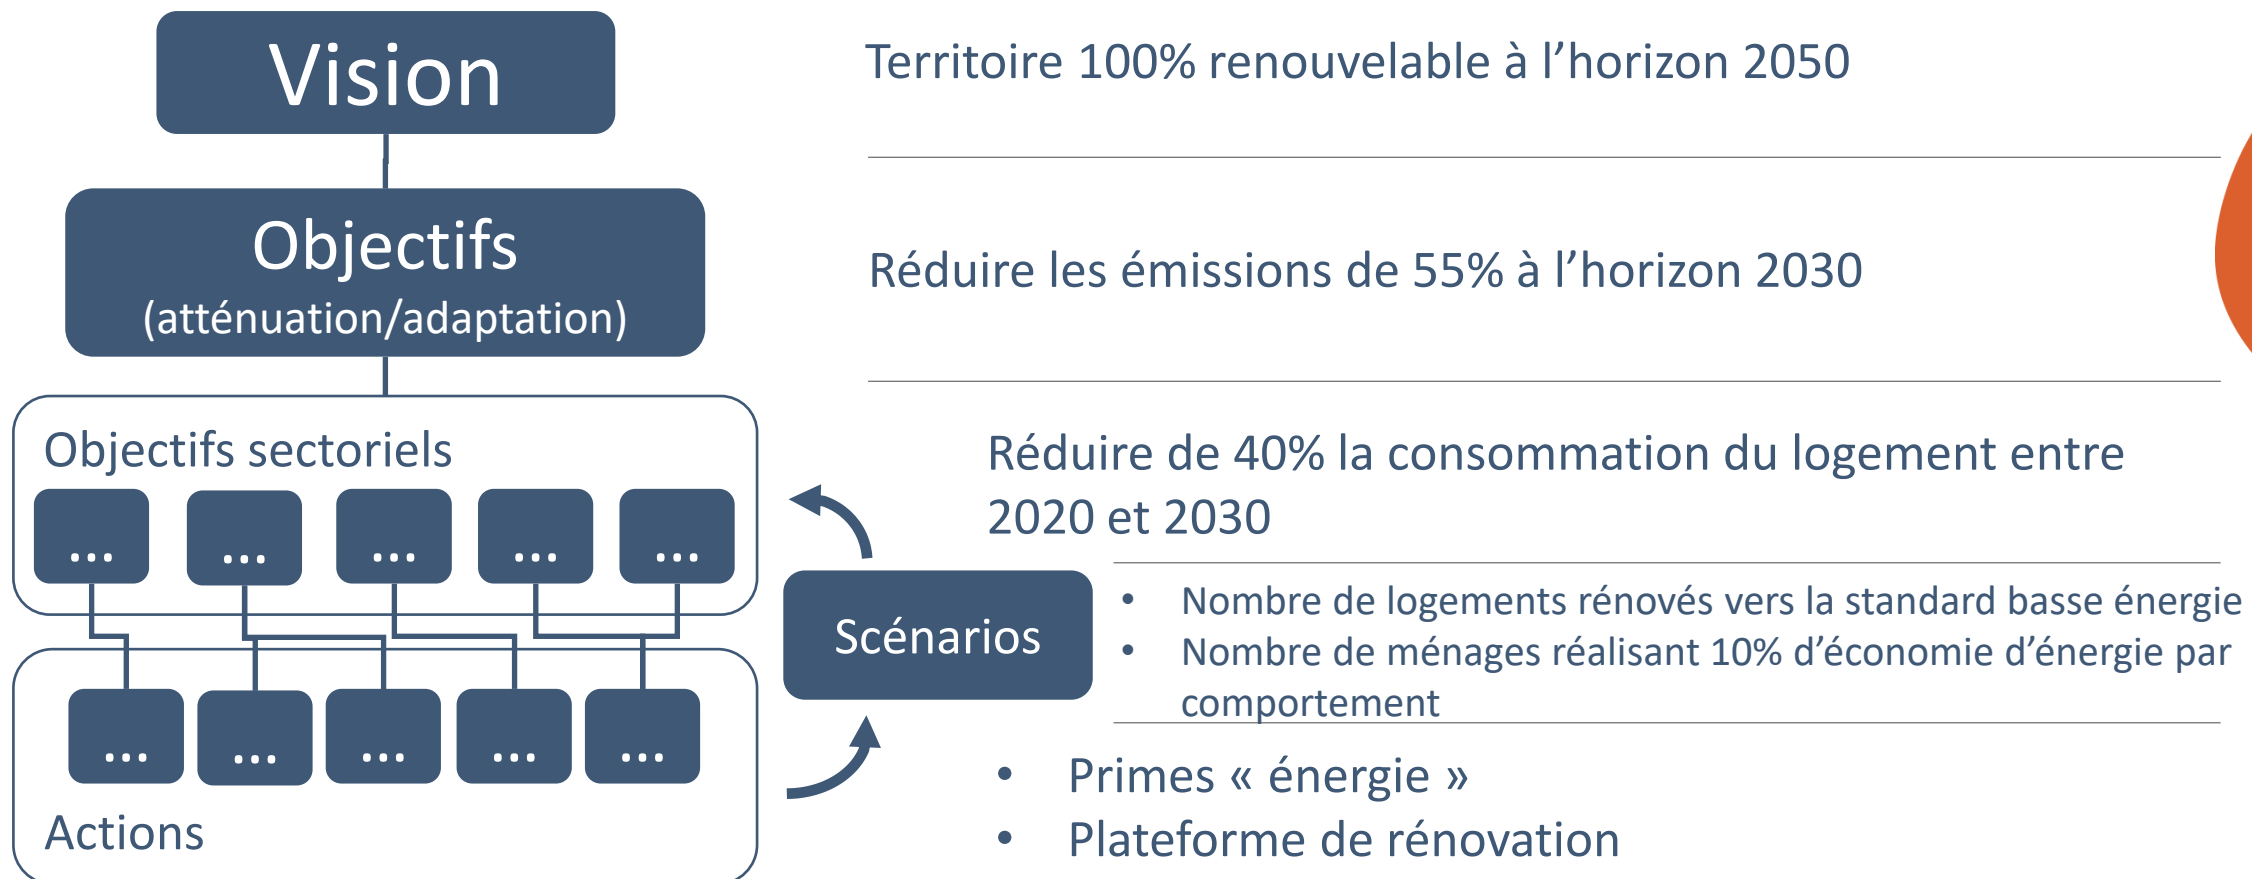 Vision
Territoire 100% renouvelable à l’horizon 2050
Objectifs
(atténuation/adaptation)
Réduire les émissions de 55% à l’horizon 2030
Objectifs sectoriels
... ... ... ... ...
Réduire de 40% la consommation du logement entre
2020 et 2030
Scénarios
• Nombre de logements rénovés vers la standard basse énergie
• Nombre de ménages réalisant 10% d’économie d’énergie par
comportement
... ... ... ... ...
Actions
• Primes « énergie »
• Plateforme de rénovation